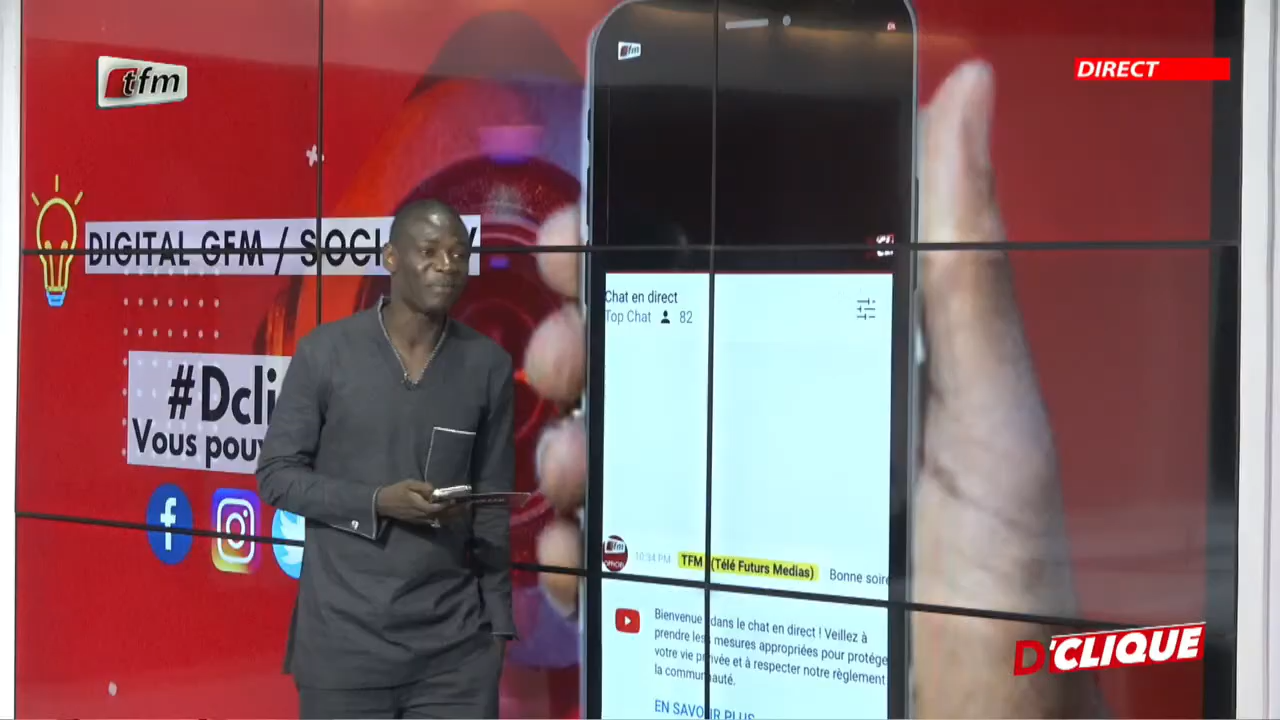 tfm
DIRECT
DIGITAL GFM / SOCI
#Dcli
Vous pouv
tfm
Chat en direct
Top Chat 82
10:34 PM TFM (Télé Futurs Medias) Bonne soire
Bienvenue dans le chat en direct ! Veillez à
prendre les mesures appropriées pour protége
votre vie privée et à respecter notre règlement
la communauté.
EN SAVOIR PLUS
D'CLIQUE